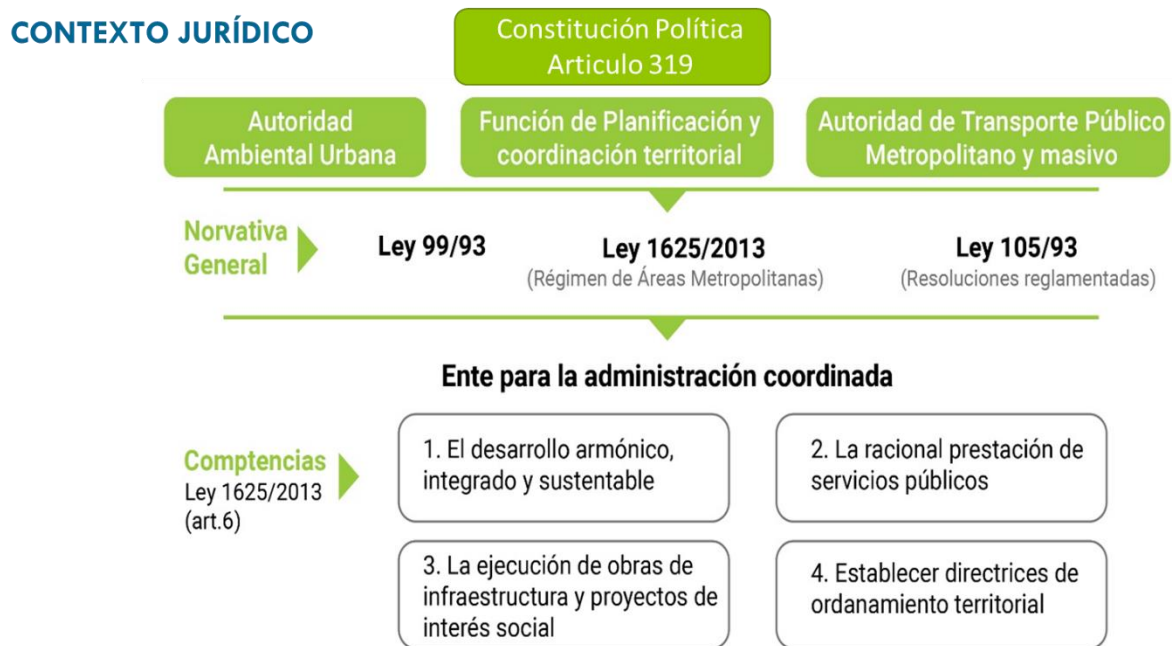 CONTEXTO JURÍDICO
Constitución Política
Articulo 319
Autoridad
Ambiental Urbana
Función de Planificación y
coordinación territorial
Autoridad de Transporte Público
Metropolitano y masivo
Norvativa
General
Ley 99/93
Ley 1625/2013
(Régimen de Áreas Metropolitanas)
Ley 105/93
(Resoluciones reglamentadas)
Ente para la administración coordinada
Comptencias
Ley 1625/2013
(art.6)
1. El desarrollo armónico,
integrado y sustentable
2. La racional prestación de
servicios públicos
3. La ejecución de obras de
infraestructura y proyectos de
interés social
4. Establecer directrices de
ordanamiento territorial